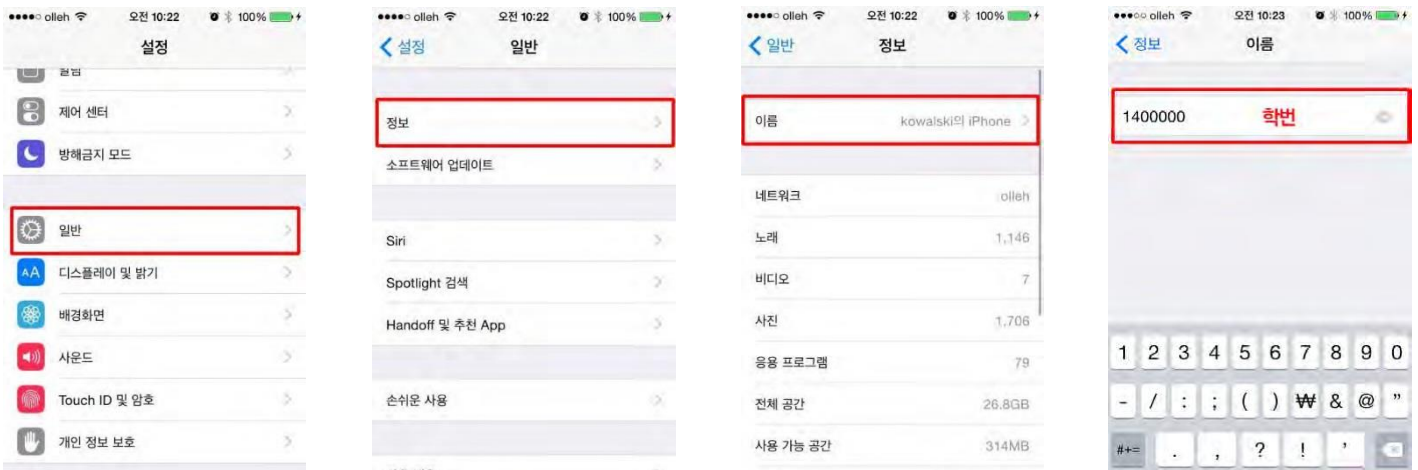 olleh 오전 10:22 100%
설정
알림
제어 센터
방해금지 모드
일반
디스플레이 및 밝기
배경화면
사운드
Touch ID 및 암호
개인 정보 보호
olleh 오전 10:22 100%
설정 일반
정보
소프트웨어 업데이트
Siri
Spotlight 검색
Handoff 및 추천 App
손쉬운 사용
olleh 오전 10:22 100%
일반 정보
이름 kowalski의 iPhone
네트워크 olleh
노래 1,146
비디오 7
사진 1,706
응용 프로그램 79
전체 공간 26.8GB
사용 가능 공간 314MB
olleh 오전 10:23 100%
정보 이름
1400000 학번
1 2 3 4 5 6 7 8 9 0
- / : ; ( ) ₩ & @ "
#+= . , ? ! '